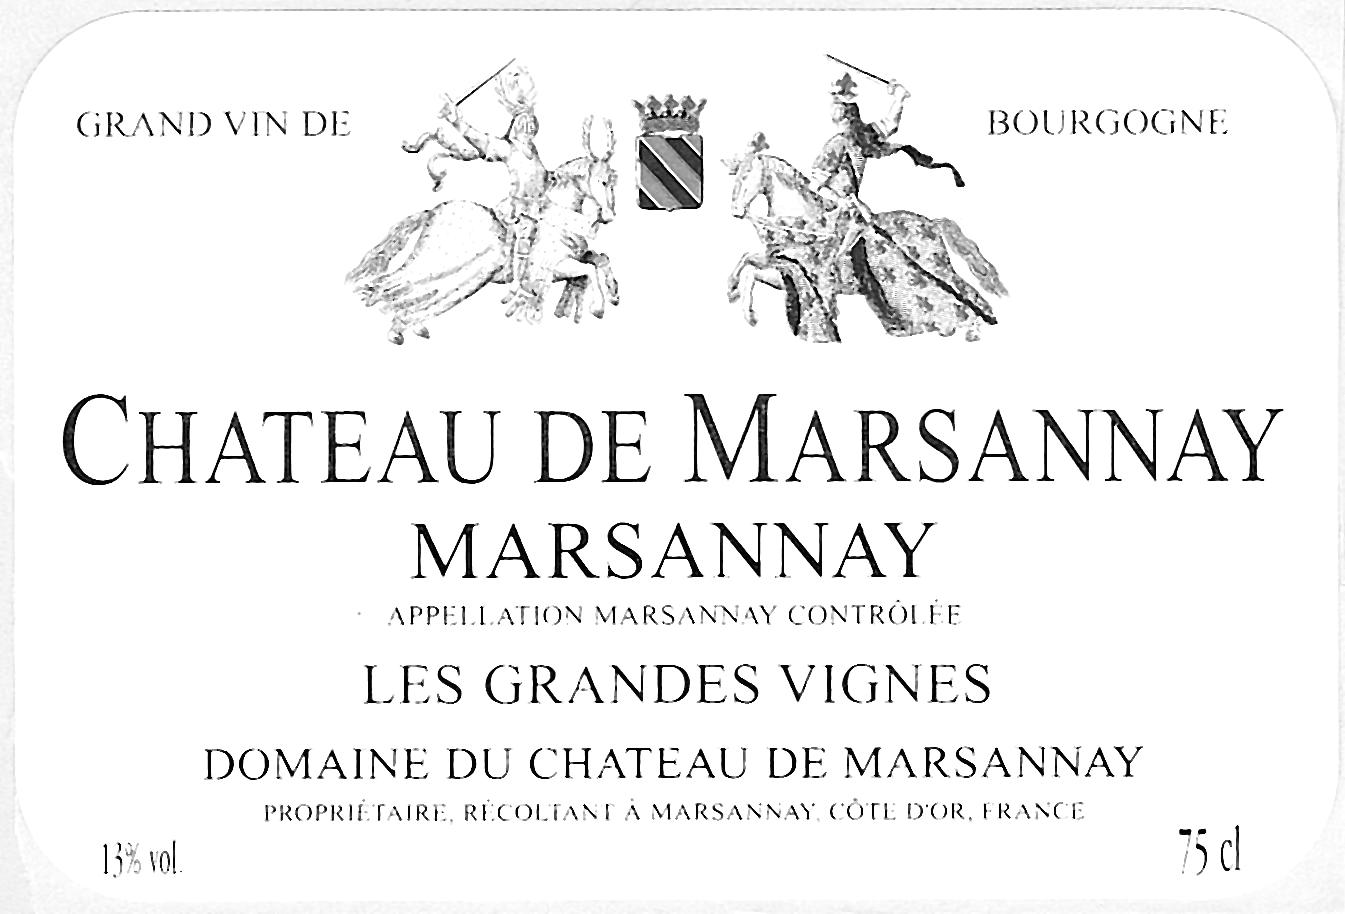 GRAND VIN DE BOURGOGNE
CHATEAU DE MARSANNAY
MARSANNAY
APPELLATION MARSANNAY CONTRÔLÉE
LES GRANDES VIGNES
DOMAINE DU CHATEAU DE MARSANNAY
PROPRIÉTAIRE, RÉCOLTANT À MARSANNAY, CÔTE D'OR, FRANCE
13% vol.
75 cl